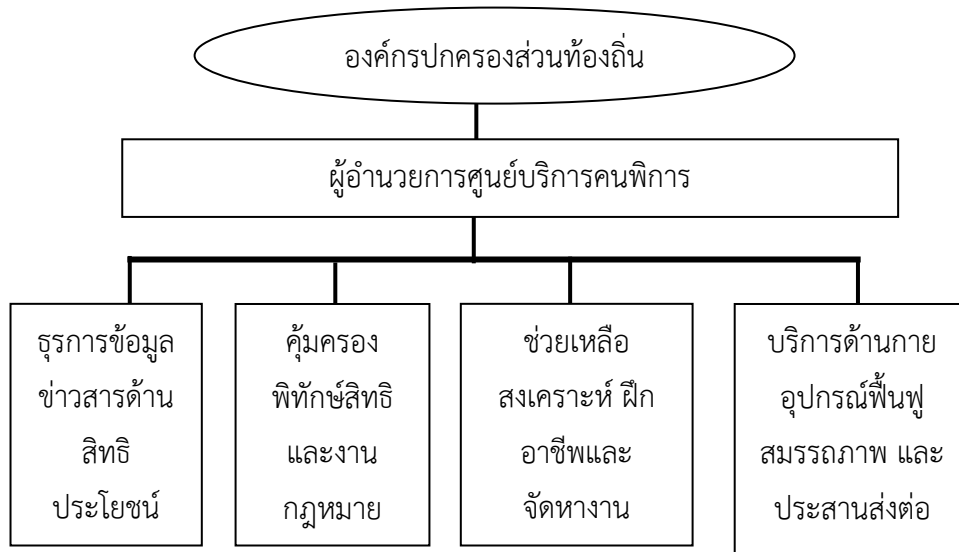 องค์กรปกครองส่วนท้องถิ่น
ผู้อำนวยการศูนย์บริการคนพิการ
ธุรการข้อมูล
ข่าวสารด้าน
สิทธิ
ประโยชน์
คุ้มครอง
พิทักษ์สิทธิ
และงาน
กฎหมาย
ช่วยเหลือ
สงเคราะห์ ฝึก
อาชีพและ
จัดหางาน
บริการด้านกาย
อุปกรณ์ฟื้นฟู
สมรรถภาพ และ
ประสานส่งต่อ